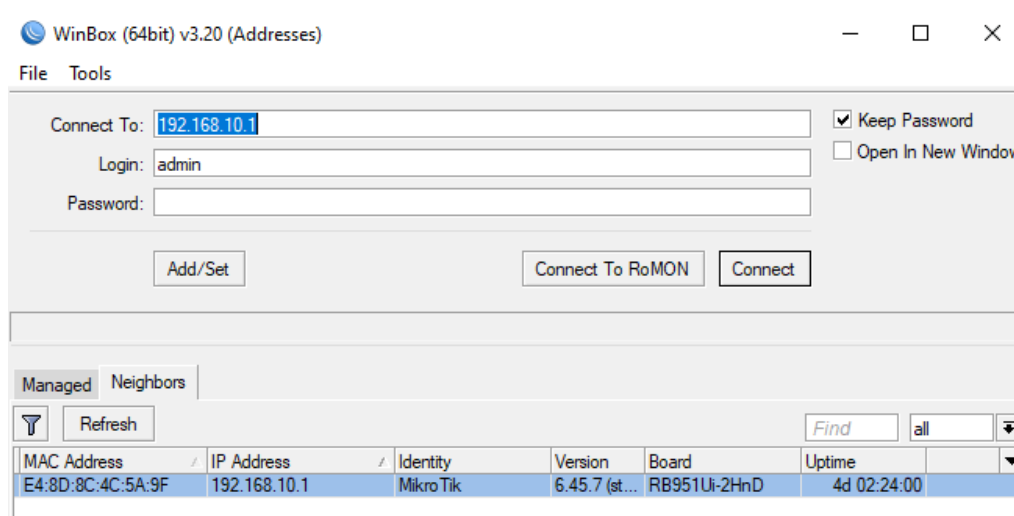 WinBox (64bit) v3.20 (Addresses)
File Tools
Connect To: 192.168.10.1
Keep Password
Login: admin
Open In New Window
Password:
Add/Set Connect To RoMON Connect
Managed Neighbors
Refresh Find all
MAC Address IP Address Identity Version Board Uptime
E4:8D:8C:4C:5A:9F 192.168.10.1 MikroTik 6.45.7 (st... RB951Ui-2HnD 4d 02:24:00